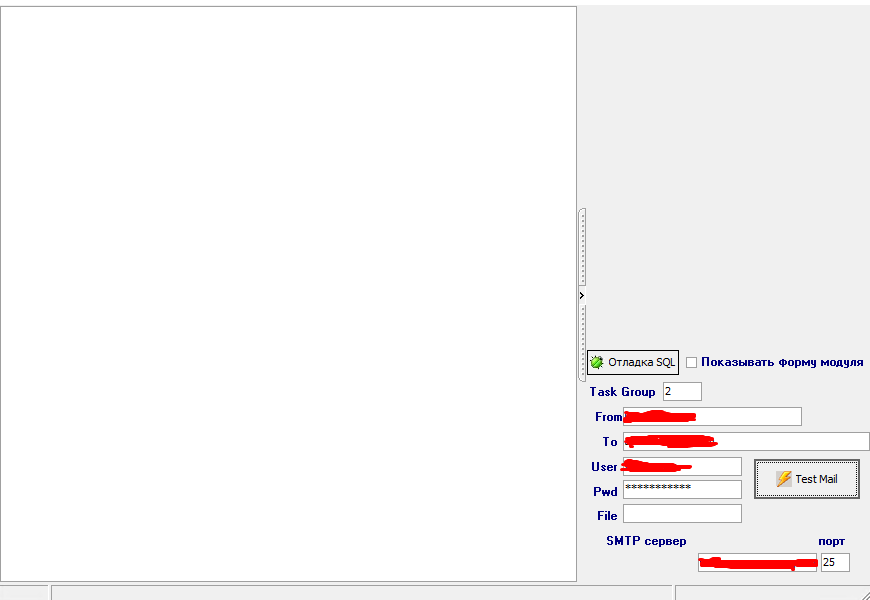 Отладка SQL Показывать форму модуля
Task Group 2
From
To
User
Test Mail
Pwd ***********
File
SMTP сервер порт
25